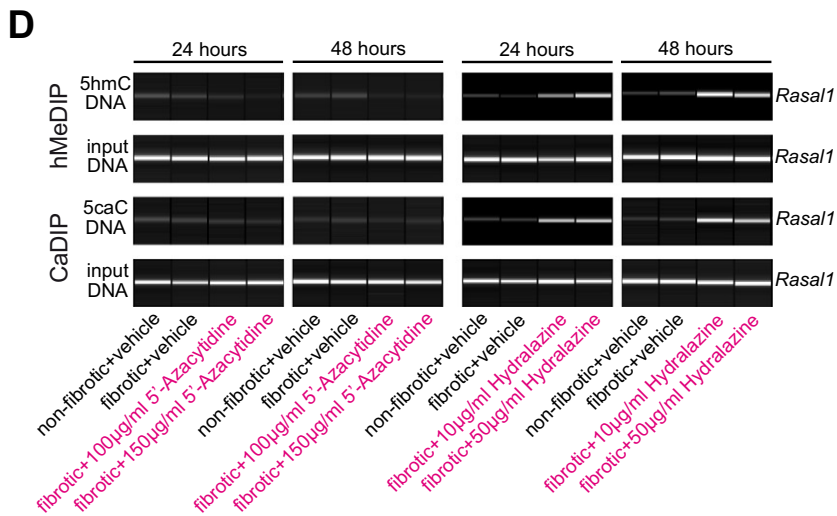 D
24 hours
48 hours
24 hours
48 hours
hMeDIP
5hmC
DNA
Rasal1
input
DNA
Rasal1
CaDIP
5caC
DNA
Rasal1
input
DNA
Rasal1
non-fibrotic+vehicle
fibrotic+vehicle
fibrotic+100µg/ml 5'-Azacytidine
fibrotic+150µg/ml 5'-Azacytidine
non-fibrotic+vehicle
fibrotic+vehicle
fibrotic+100µg/ml 5'-Azacytidine
fibrotic+150µg/ml 5'-Azacytidine
non-fibrotic+vehicle
fibrotic+vehicle
fibrotic+10µg/ml Hydralazine
fibrotic+50µg/ml Hydralazine
non-fibrotic+vehicle
fibrotic+vehicle
fibrotic+10µg/ml Hydralazine
fibrotic+50µg/ml Hydralazine